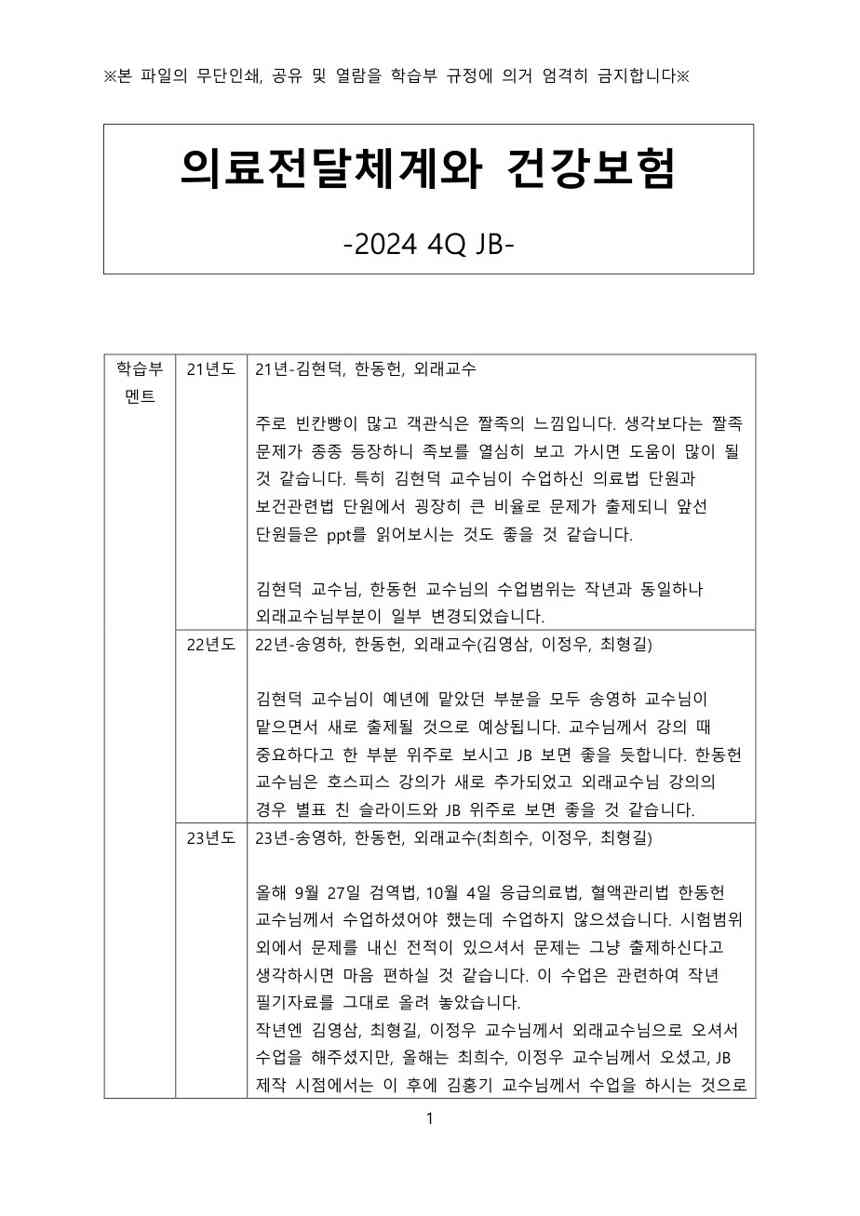 ※본 파일의 무단인쇄, 공유 및 열람을 학습부 규정에 의거 엄격히 금지합니다※
의료전달체계와 건강보험
-2024 4Q JB-
학습부
멘트
21년도
21년-김현덕, 한동헌, 외래교수
주로 빈칸빵이 많고 객관식은 짤족의 느낌입니다. 생각보다는 짤족
문제가 종종 등장하니 족보를 열심히 보고 가시면 도움이 많이 될
것 같습니다. 특히 김현덕 교수님이 수업하신 의료법 단원과
보건관련법 단원에서 굉장히 큰 비율로 문제가 출제되니 앞선
단원들은 ppt를 읽어보시는 것도 좋을 것 같습니다.
김현덕 교수님, 한동헌 교수님의 수업범위는 작년과 동일하나
외래교수님부분이 일부 변경되었습니다.
22년도
22년-송영하, 한동헌, 외래교수(김영삼, 이정우, 최형길)
김현덕 교수님이 예년에 맡았던 부분을 모두 송영하 교수님이
맡으면서 새로 출제될 것으로 예상됩니다. 교수님께서 강의 때
중요하다고 한 부분 위주로 보시고 JB 보면 좋을 듯합니다. 한동헌
교수님은 호스피스 강의가 새로 추가되었고 외래교수님 강의의
경우 별표 친 슬라이드와 JB 위주로 보면 좋을 것 같습니다.
23년도
23년-송영하, 한동헌, 외래교수(최희수, 이정우, 최형길)
올해 9월 27일 검역법, 10월 4일 응급의료법, 혈액관리법 한동헌
교수님께서 수업하셨어야 했는데 수업하지 않으셨습니다. 시험범위
외에서 문제를 내신 전적이 있으셔서 문제는 그냥 출제하신다고
생각하시면 마음 편하실 것 같습니다. 이 수업은 관련하여 작년
필기자료를 그대로 올려 놓았습니다.
작년엔 김영삼, 최형길, 이정우 교수님께서 외래교수님으로 오셔서
수업을 해주셨지만, 올해는 최희수, 이정우 교수님께서 오셨고, JB
제작 시점에서는 이 후에 김홍기 교수님께서 수업을 하시는 것으로
1